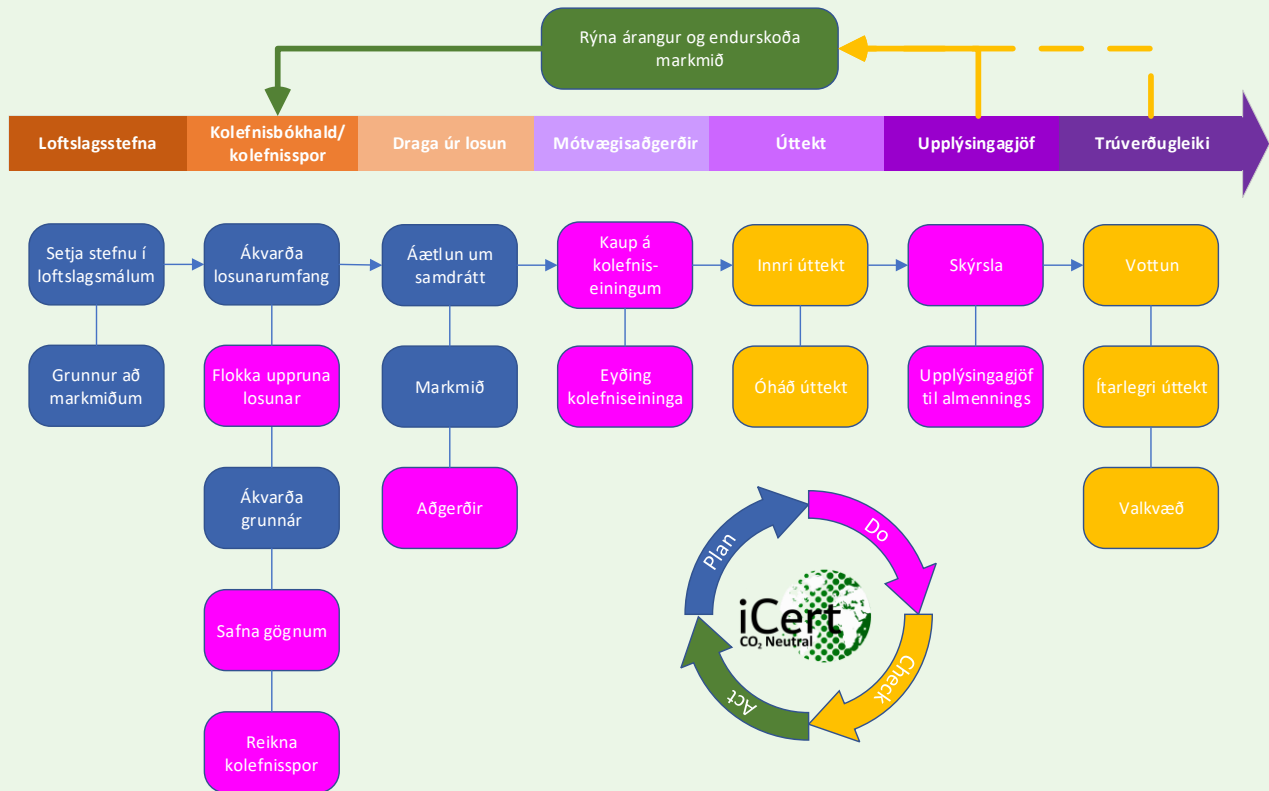 Rýna árangur og endurskoða
markmið
Loftslagsstefna
Kolefnisbókhald/
kolefnisspor
Draga úr losun
Mótvægisaðgerðir
Úttekt
Upplýsingagjöf
Trúverðugleiki
Setja stefnu í
loftslagsmálum
Ákvarða
losunarumfang
Áætlun um
samdrátt
Kaup á
kolefnis-
einingum
Innri úttekt
Skýrsla
Vottun
Grunnur að
markmiðum
Flokka uppruna
losunar
Markmið
Eyðing
kolefniseininga
Óháð úttekt
Upplýsingagjöf
til almennings
Ítarlegri úttekt
Ákvarða
grunnár
Aðgerðir
Valkvæð
Safna gögnum
Reikna
kolefnisspor
Plan
Do
Check
Act
iCert
CO₂ Neutral